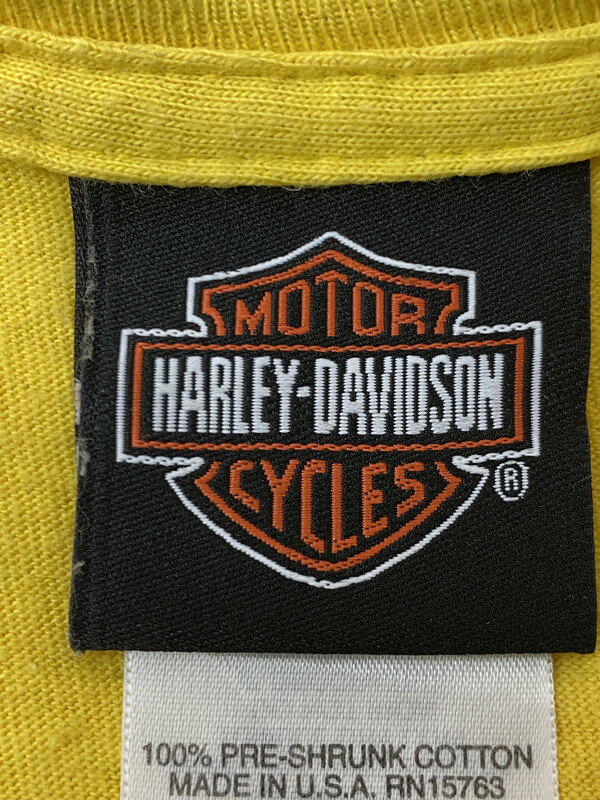 MOTOR
HARLEY-DAVIDSON
CYCLES
®
100% PRE-SHRUNK COTTON
MADE IN U.S.A. RN15763